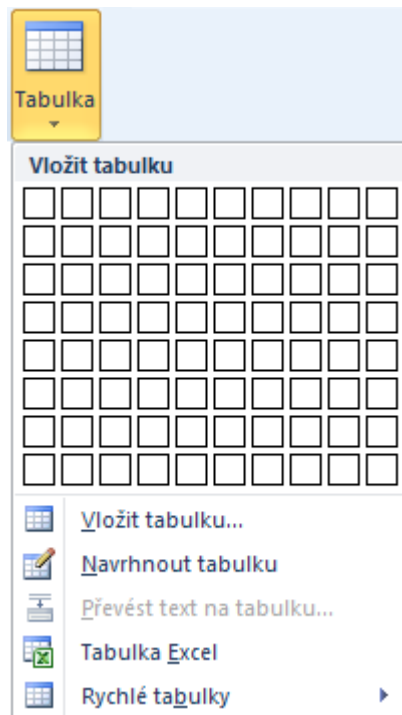 Tabulka
Vložit tabulku
Vložit tabulku...
Navrhnout tabulku
Převést text na tabulku...
Tabulka Excel
Rychlé tabulky